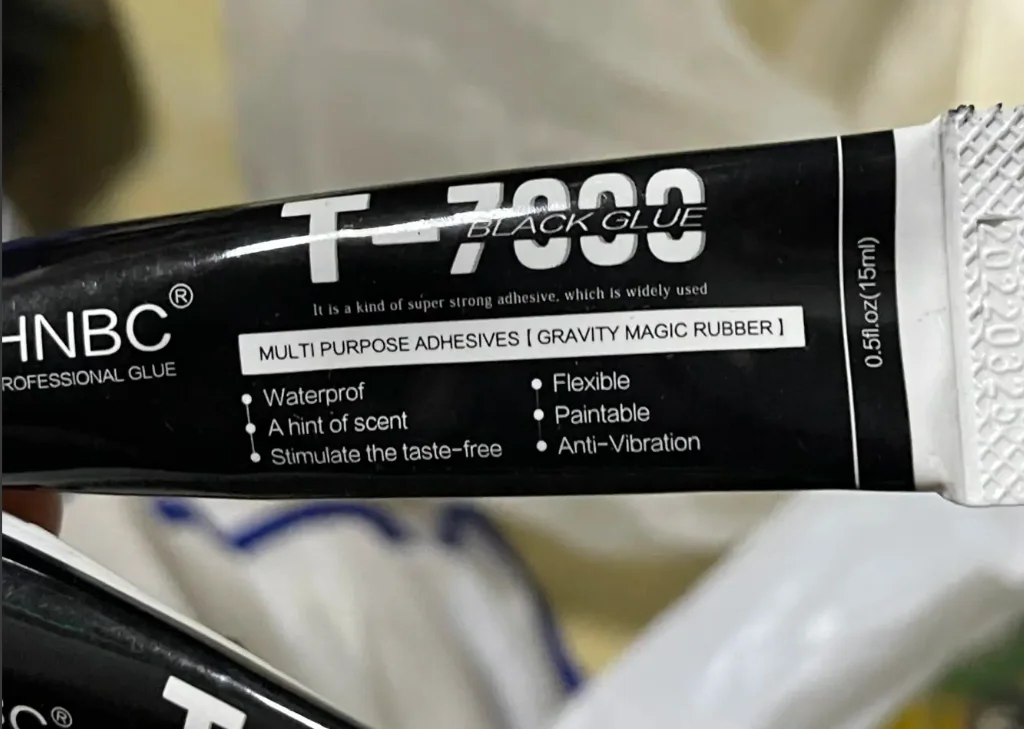 T-7000
BLACK GLUE
It is a kind of super strong adhesive, which is widely used
MULTI PURPOSE ADHESIVES [ GRAVITY MAGIC RUBBER ]
HNBC®
ROFESSIONAL GLUE
Waterprof
A hint of scent
Stimulate the taste-free
Flexible
Paintable
Anti-Vibration
0.5fl.oz(15ml)
20220325
C®
T